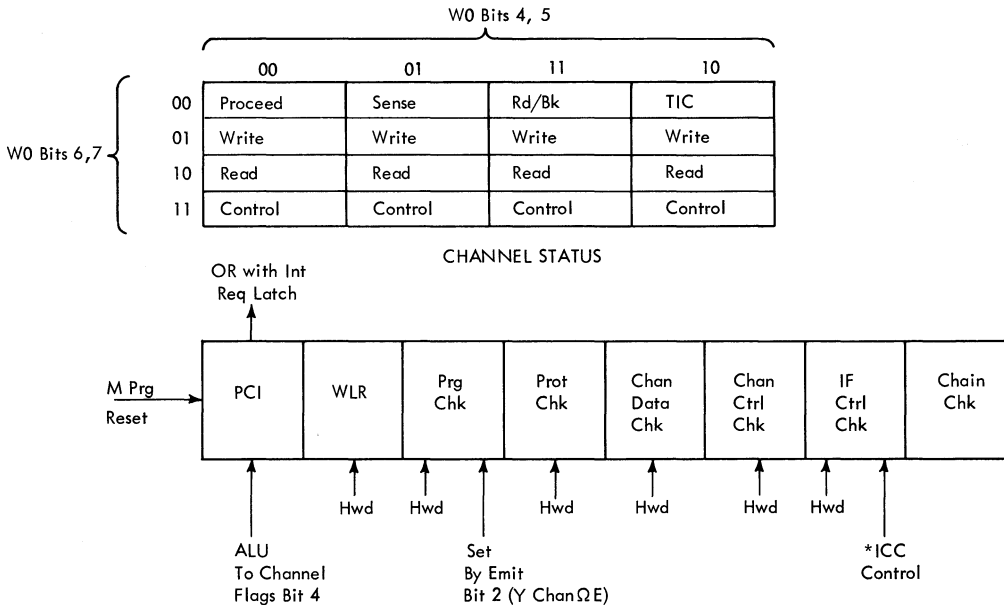 W0 Bits 4, 5
00 01 11 10
00 Proceed Sense Rd/Bk TIC
01 Write Write Write Write
W0 Bits 6,7
10 Read Read Read Read
11 Control Control Control Control
CHANNEL STATUS
OR with Int
Req Latch
M Prg
Reset
PCI
WLR
Prg
Chk
Prot
Chk
Chan
Data
Chk
Chan
Ctrl
Chk
IF
Ctrl
Chk
Chain
Chk
Hwd Hwd Hwd Hwd Hwd Hwd
ALU
To Channel
Flags Bit 4
Set
By Emit
Bit 2 (Y ChanΩE)
*ICC
Control